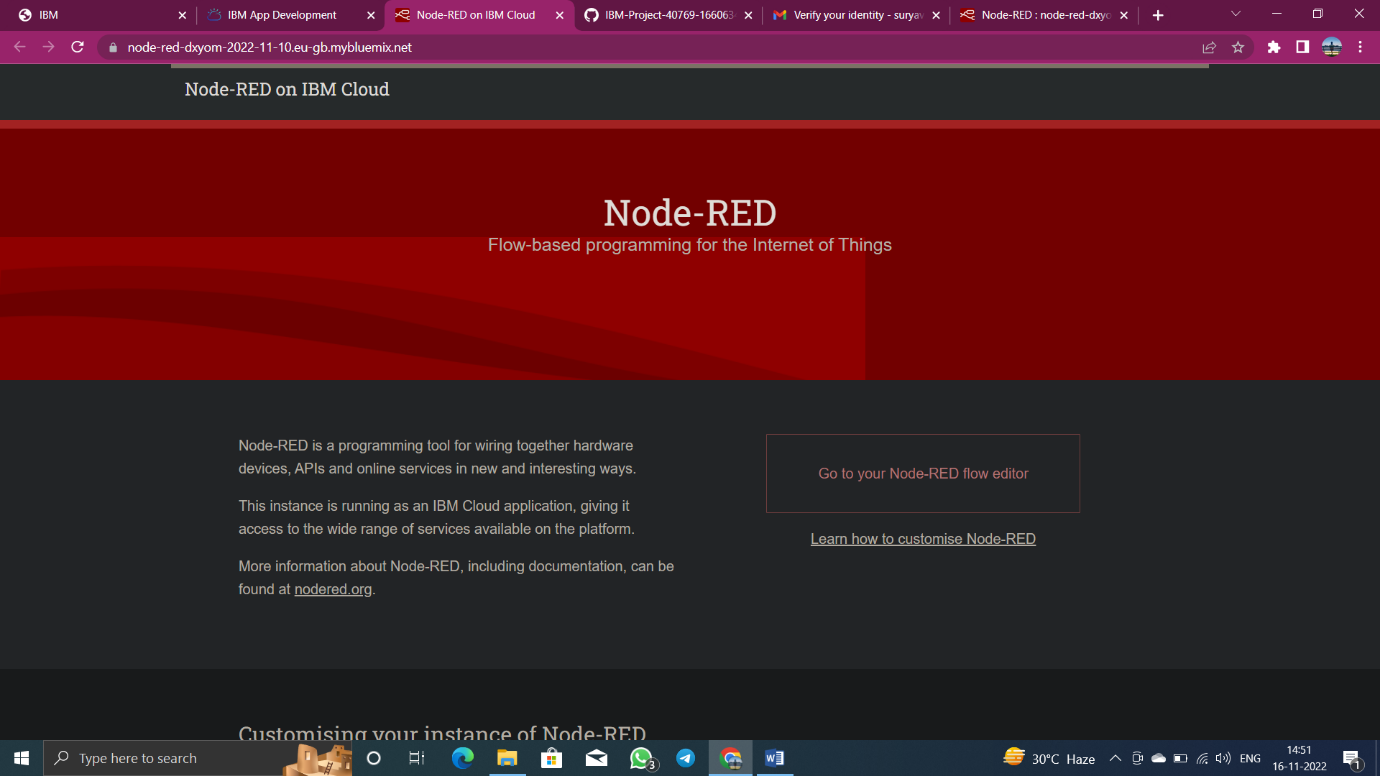 IBM
IBM App Development
Node-RED on IBM Cloud
IBM-Project-40769-166063
Verify your identity - suryav
Node-RED : node-red-dxyo
node-red-dxyom-2022-11-10.eu-gb.mybluemix.net
Node-RED on IBM Cloud
Node-RED
Flow-based programming for the Internet of Things
Node-RED is a programming tool for wiring together hardware
devices, APIs and online services in new and interesting ways.
This instance is running as an IBM Cloud application, giving it
access to the wide range of services available on the platform.
More information about Node-RED, including documentation, can be
found at nodered.org.
Go to your Node-RED flow editor
Learn how to customise Node-RED
Customising your instance of Node-RED
Type here to search
3
30°C Haze
ENG
14:51
16-11-2022
1